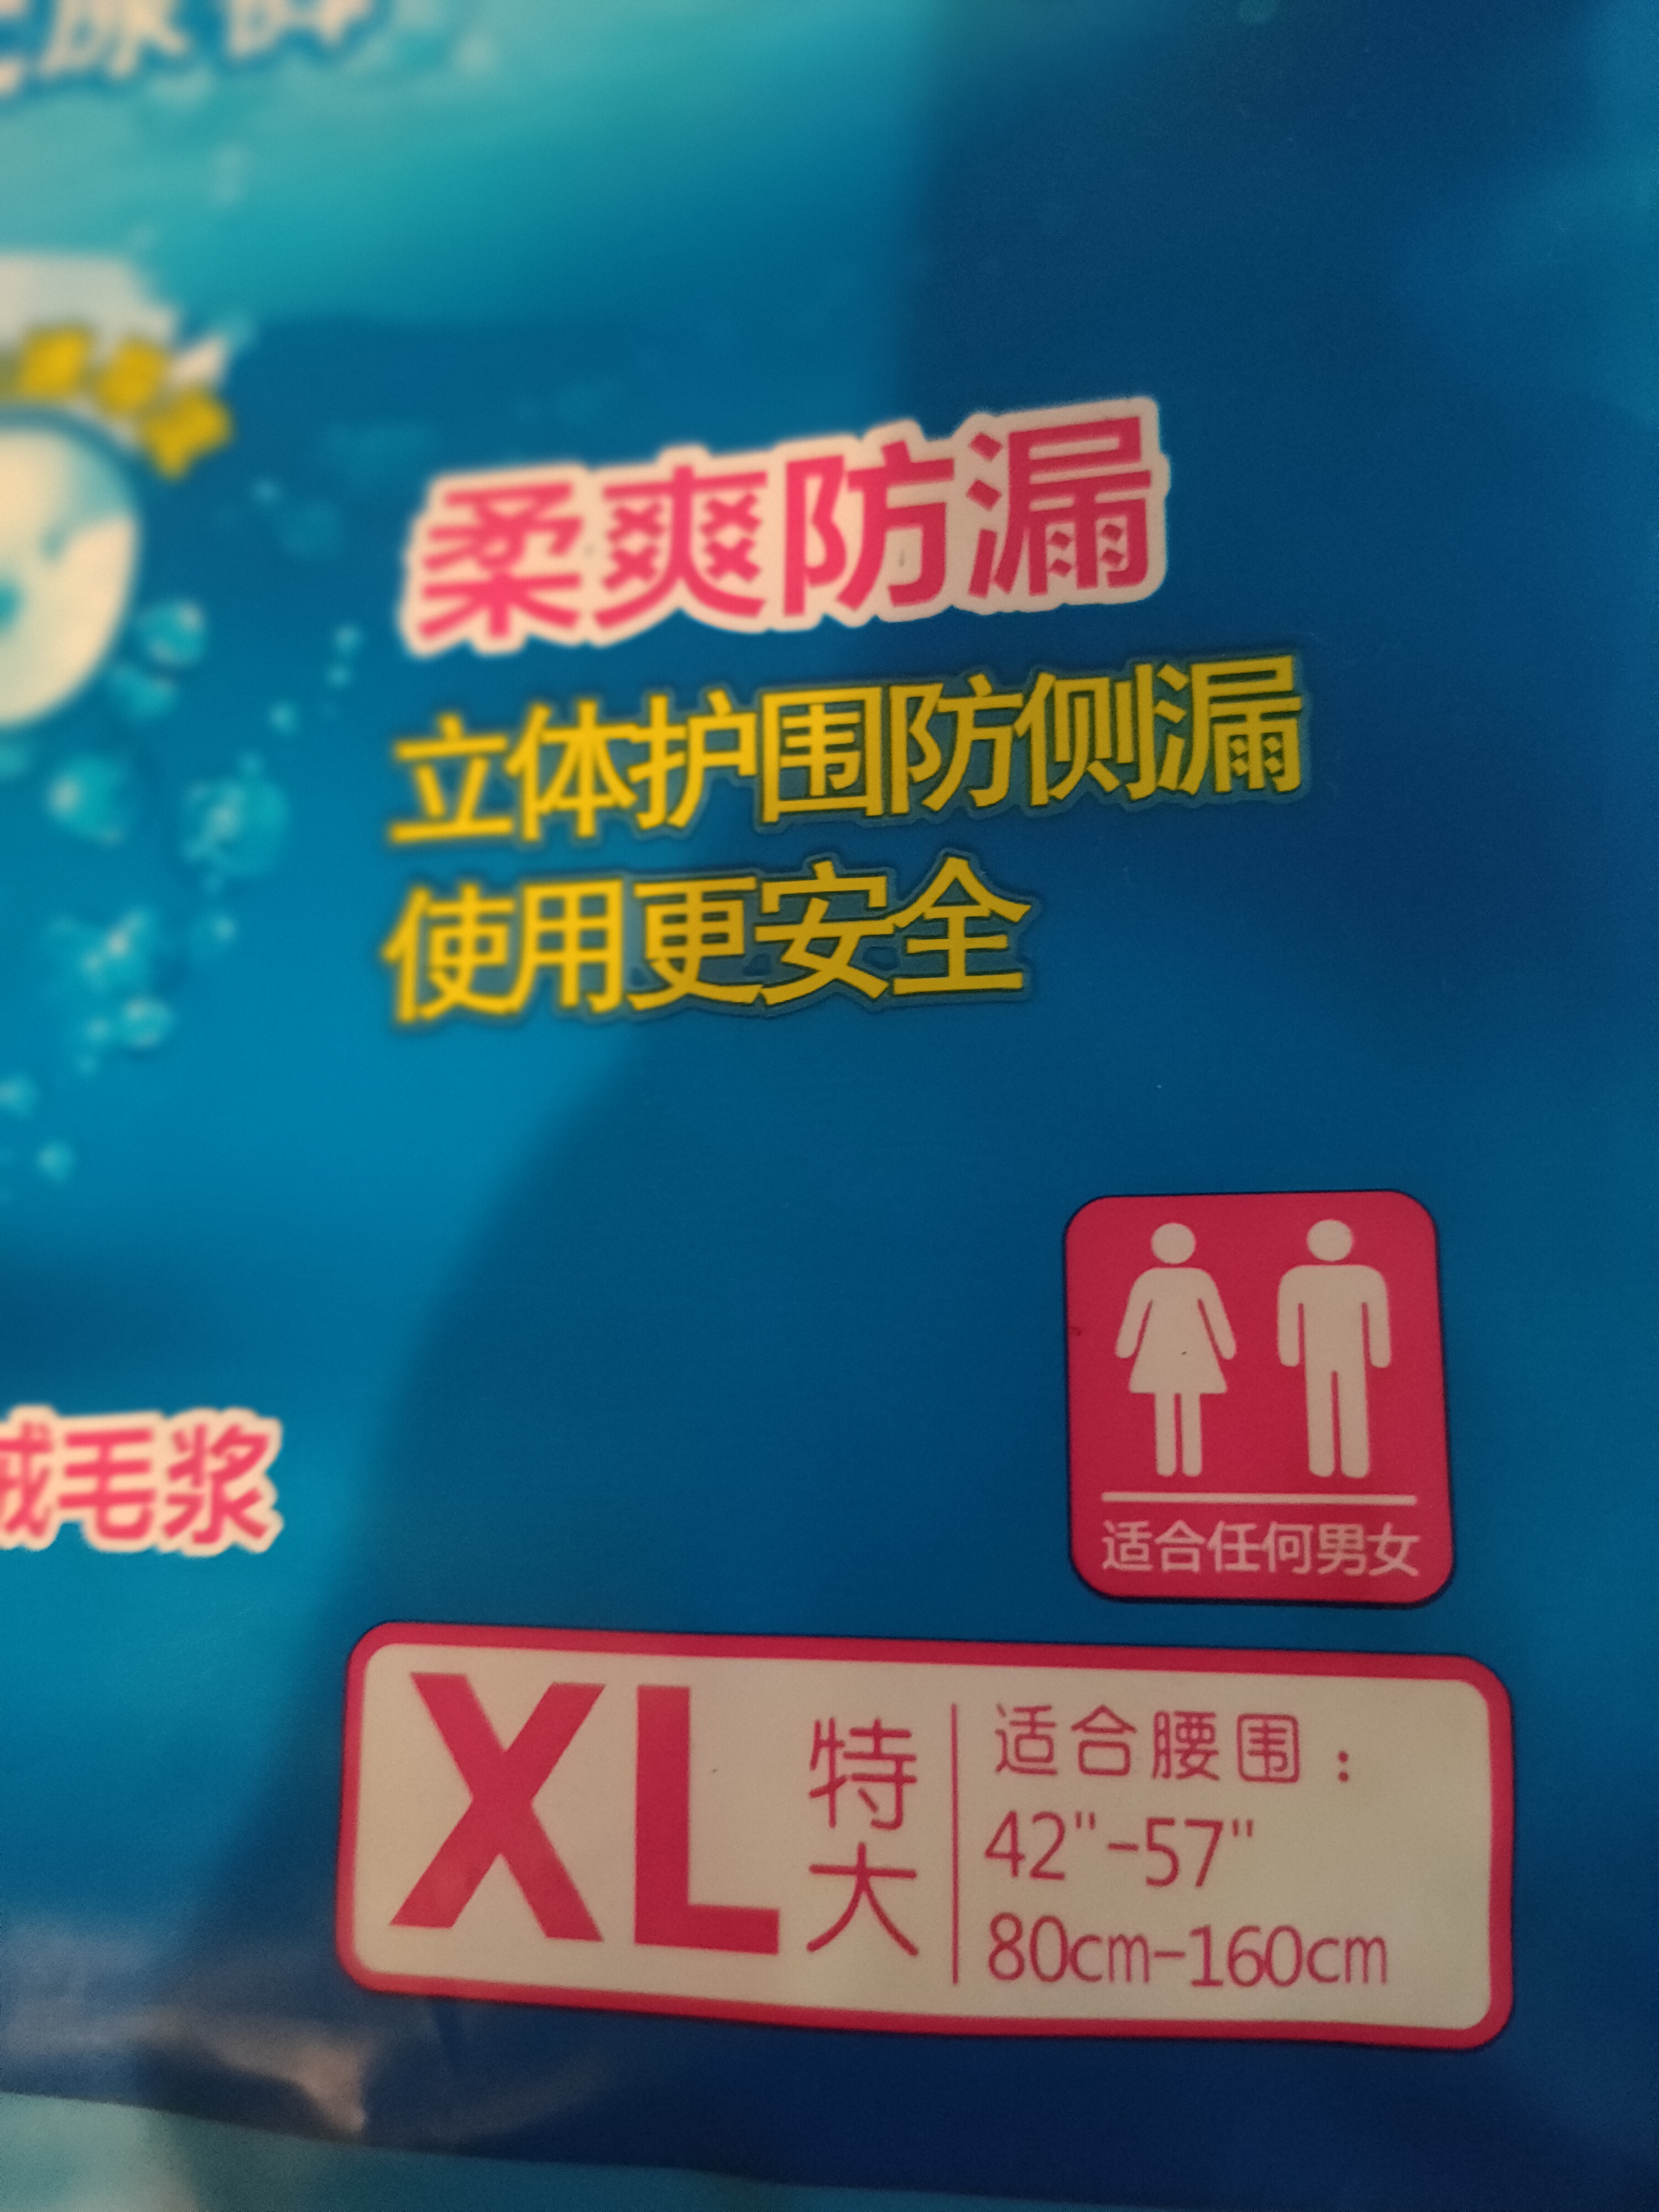 柔爽防漏
立体护围防侧漏
使用更安全
绒毛浆
适合任何男女
XL
特大
适合腰围：
42"-57"
80cm-160cm